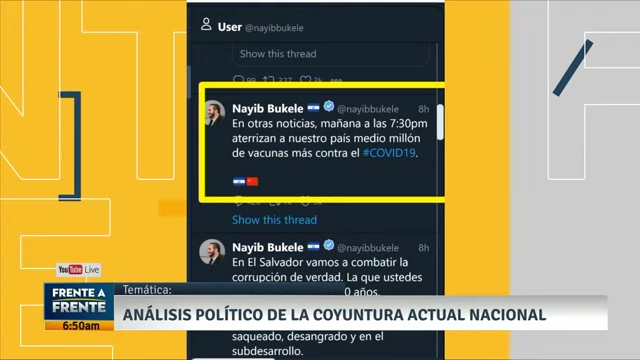 User @nayibbukele
Show this thread
99 327 3k
Nayib Bukele @nayibbukele 8h
En otras noticias, mañana a las 7:30pm
aterrizan a nuestro país medio millón
de vacunas más contra el #COVID19.
Show this thread
Nayib Bukele @nayibbukele 8h
En El Salvador vamos a combatir la
corrupción de verdad. La que ustedes
0 años.
saqueado, desangrado y en el
subdesarrollo.
YouTube Live
FRENTE A
FRENTE
6:50am
Temática:
ANÁLISIS POLÍTICO DE LA COYUNTURA ACTUAL NACIONAL